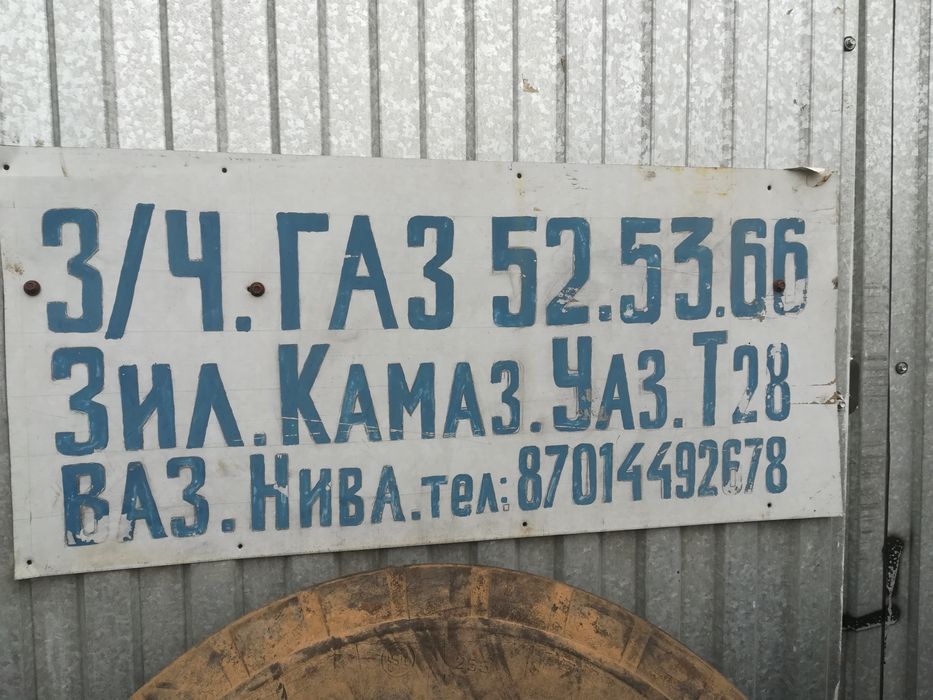 З/Ч.ГАЗ 52.53.66
Зил.Камаз.Уаз.Т28
ВАЗ.Нива.тел:87014492678